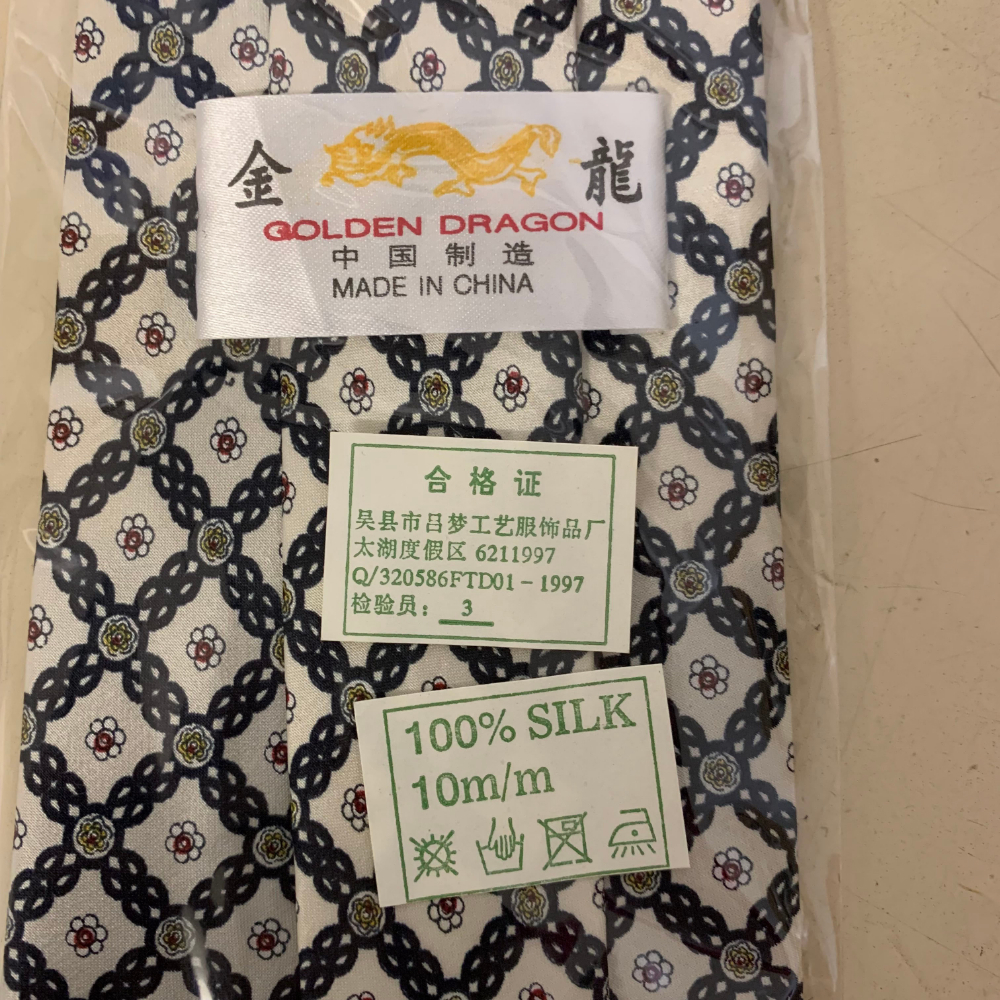 金 龍
GOLDEN DRAGON
中国制造
MADE IN CHINA
合格证
吴县市吕梦工艺服饰品厂
太湖度假区 6211997
Q/320586FTD01-1997
检验员： 3
100% SILK
10m/m